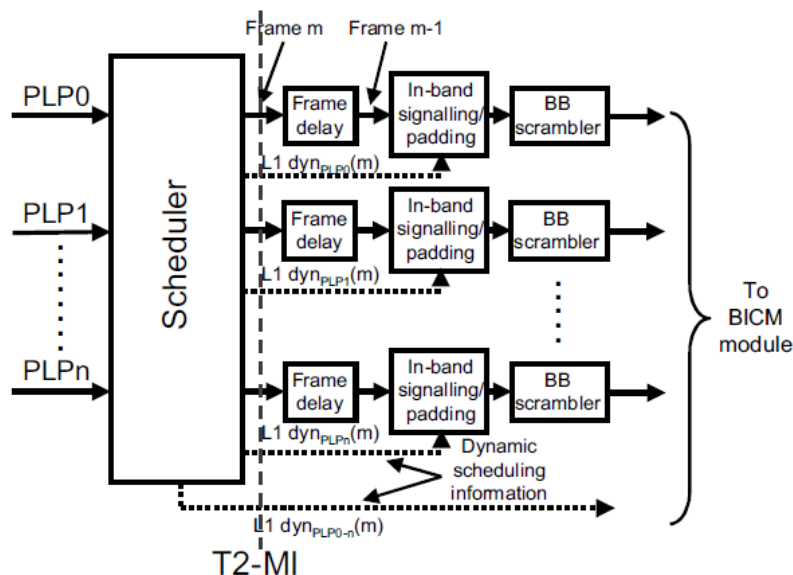 Frame m
Frame m-1
PLP0
Frame
delay
In-band
signalling/
padding
BB
scrambler
L1 dynPLP0(m)
PLP1
Scheduler
Frame
delay
In-band
signalling/
padding
BB
scrambler
L1 dynPLP1(m)
To
BICM
module
PLPn
Frame
delay
In-band
signalling/
padding
BB
scrambler
L1 dynPLPn(m)
Dynamic
scheduling
information
L1 dynPLP0-n(m)
T2-MI